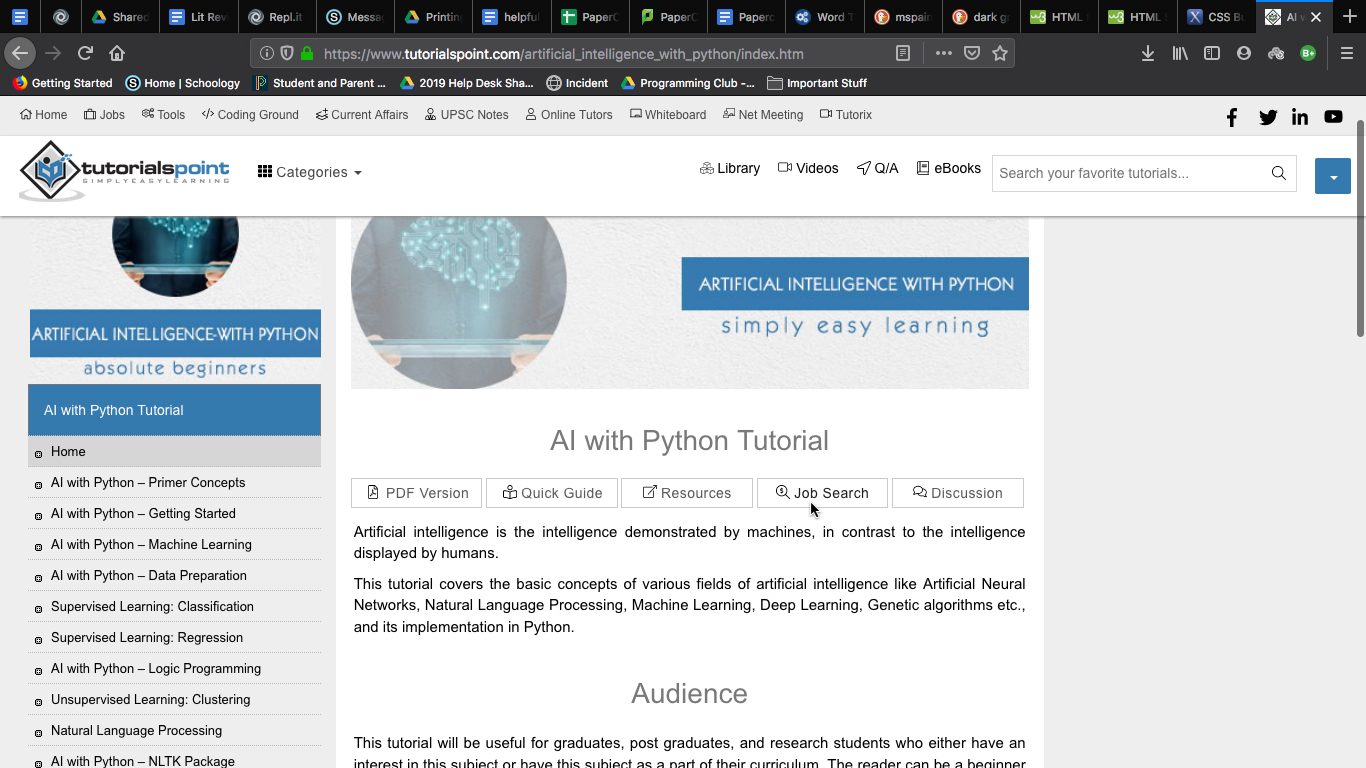 Shared
Lit Rev
Repl.it
Messa
Printin
helpful
PaperC
PaperC
Paperc
Word T
mspain
dark gr
HTML
HTML
CSS Bu
AI w
https://www.tutorialspoint.com/artificial_intelligence_with_python/index.htm
Getting Started
Home | Schoology
Student and Parent ...
2019 Help Desk Sha...
Incident
Programming Club -...
Important Stuff
Home
Jobs
Tools
Coding Ground
Current Affairs
UPSC Notes
Online Tutors
Whiteboard
Net Meeting
Tutorix
tutorialspoint
SIMPLYEASYLEARNING
Categories
Library
Videos
Q/A
eBooks
Search your favorite tutorials...
ARTIFICIAL INTELLIGENCE-WITH PYTHON
absolute beginners
AI with Python Tutorial
Home
AI with Python – Primer Concepts
AI with Python – Getting Started
AI with Python – Machine Learning
AI with Python – Data Preparation
Supervised Learning: Classification
Supervised Learning: Regression
AI with Python – Logic Programming
Unsupervised Learning: Clustering
Natural Language Processing
AI with Python – NLTK Package
ARTIFICIAL INTELLIGENCE WITH PYTHON
simply easy learning
AI with Python Tutorial
PDF Version
Quick Guide
Resources
Job Search
Discussion
Artificial intelligence is the intelligence demonstrated by machines, in contrast to the intelligence
displayed by humans.
This tutorial covers the basic concepts of various fields of artificial intelligence like Artificial Neural
Networks, Natural Language Processing, Machine Learning, Deep Learning, Genetic algorithms etc.,
and its implementation in Python.
Audience
This tutorial will be useful for graduates, post graduates, and research students who either have an
interest in this subject or have this subject as a part of their curriculum. The reader can be a beginner